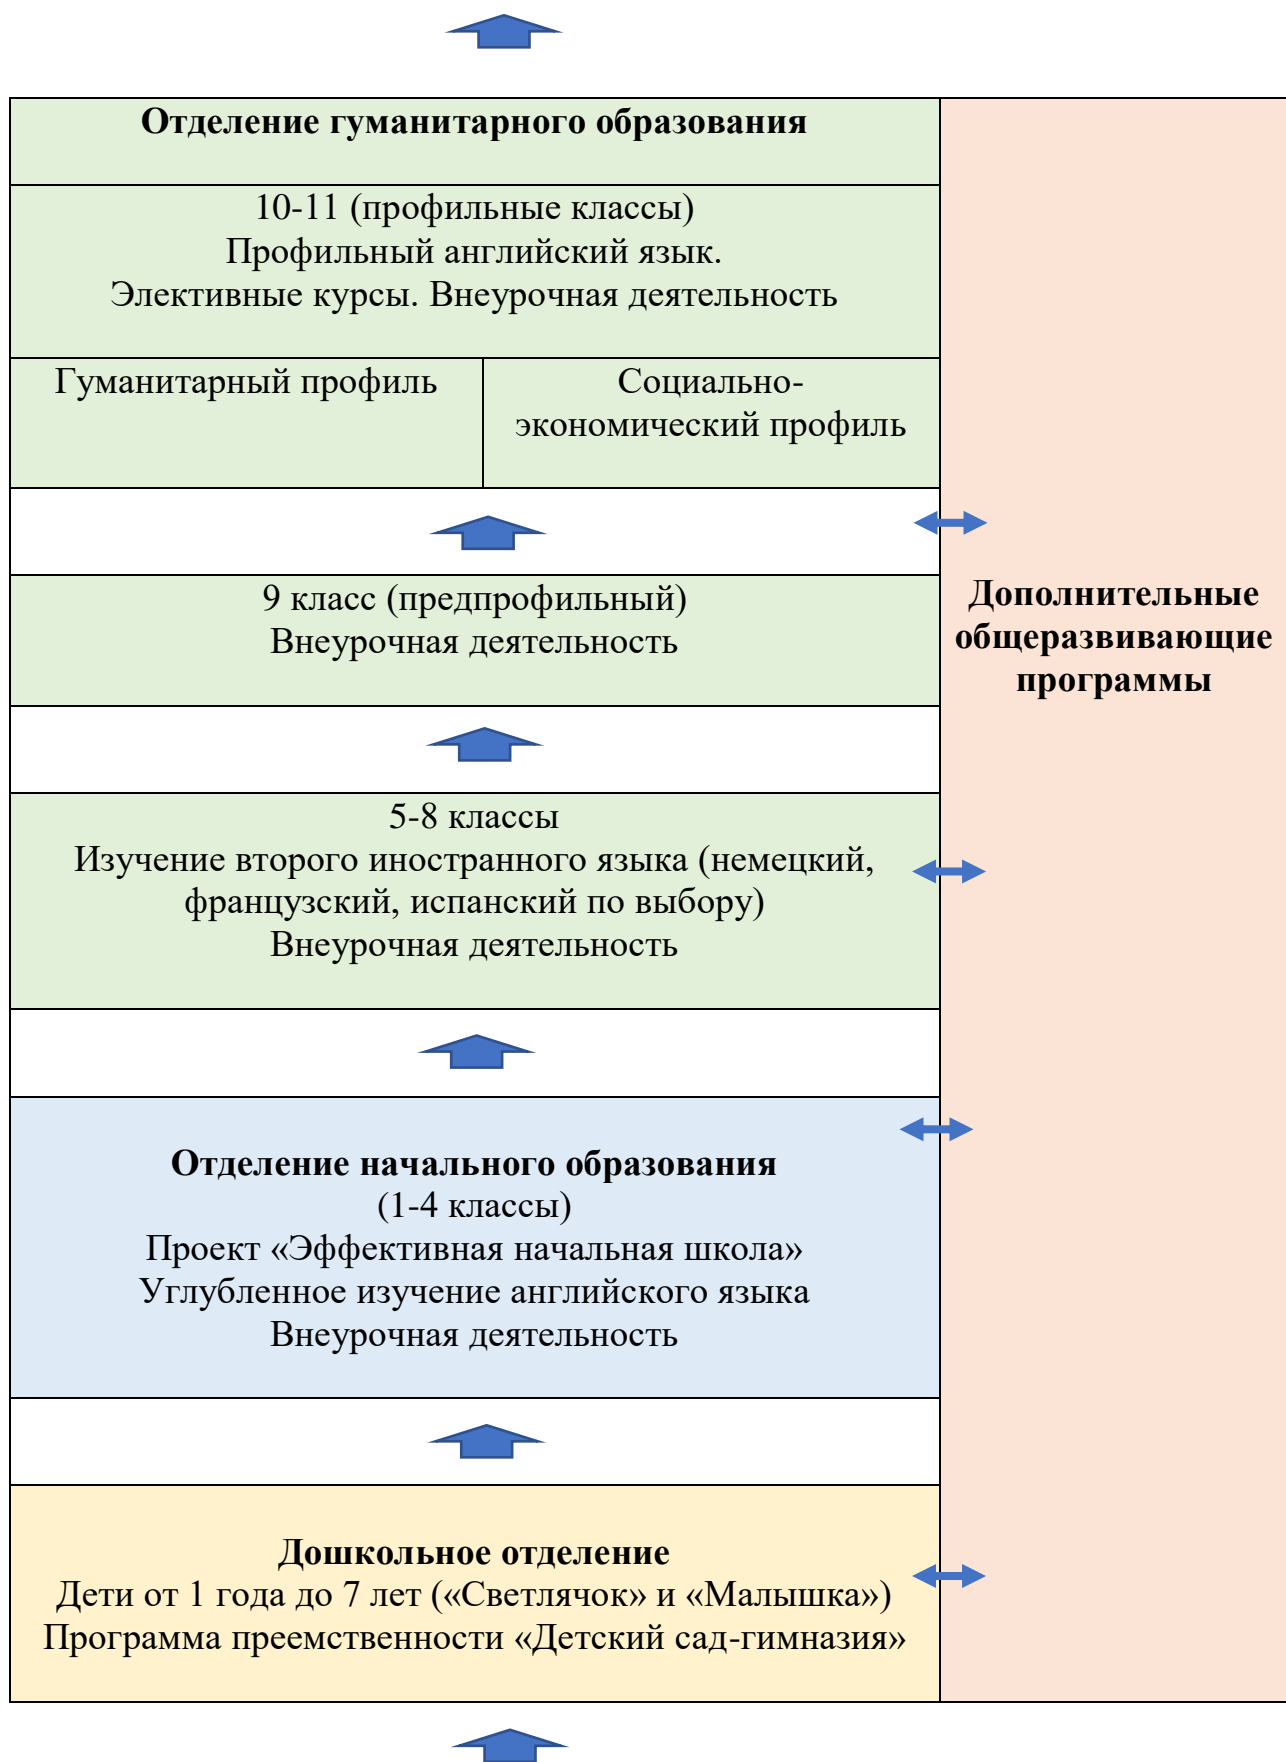 Отделение гуманитарного образования
10-11 (профильные классы)
Профильный английский язык.
Элективные курсы. Внеурочная деятельность
Гуманитарный профиль
Социально-
экономический профиль
9 класс (предпрофильный)
Внеурочная деятельность
Дополнительные
общеразвивающие
программы
5-8 классы
Изучение второго иностранного языка (немецкий,
французский, испанский по выбору)
Внеурочная деятельность
Отделение начального образования
(1-4 классы)
Проект «Эффективная начальная школа»
Углубленное изучение английского языка
Внеурочная деятельность
Дошкольное отделение
Дети от 1 года до 7 лет («Светлячок» и «Малышка»)
Программа преемственности «Детский сад-гимназия»